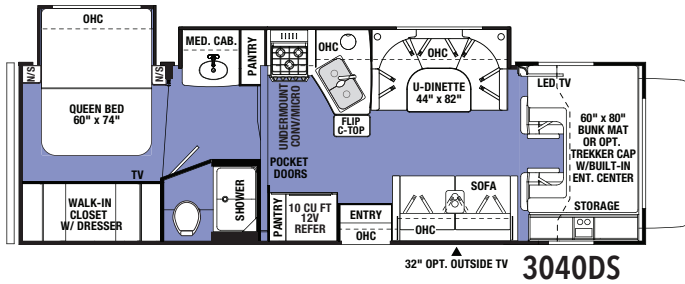 OHC
N/S
N/S
QUEEN BED
60" x 74"
TV
WALK-IN
CLOSET
W/ DRESSER
MED. CAB.
PANTRY
SHOWER
UNDERMOUNT
CONV/MICRO
POCKET
DOORS
PANTRY
10 CU FT
12V
REFER
OHC
FLIP
C-TOP
ENTRY
OHC
OHC
U-DINETTE
44" x 82"
SOFA
OHC
LED TV
60" x 80"
BUNK MAT
OR OPT.
TREKKER CAP
W/BUILT-IN
ENT. CENTER
STORAGE
32" OPT. OUTSIDE TV
3040DS